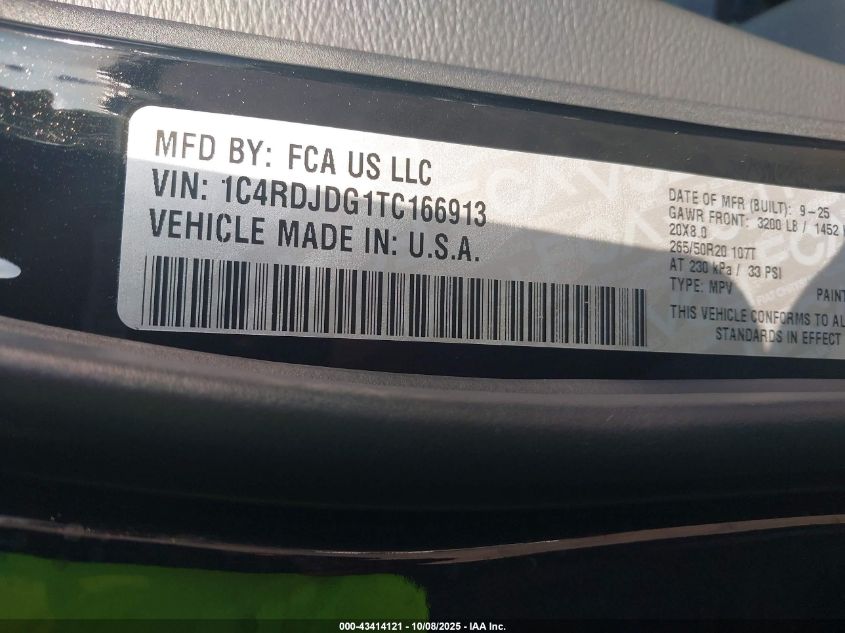 MFD BY: FCA US LLC
VIN: 1C4RDJDG1TC166913
VEHICLE MADE IN: U.S.A.
DATE OF MFR (BUILT): 9-25
GAWR FRONT: 3200 LB / 1452
20X8.0
265/50R20 107T
AT 230 kPa / 33 PSI
TYPE: MPV PAINT
THIS VEHICLE CONFORMS TO
STANDARDS IN EFFECT
000-43414121 - 10/08/2025 - IAA Inc.